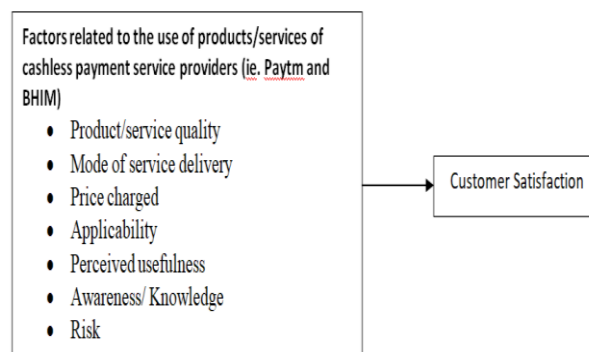 Factors related to the use of products/services of
cashless payment service providers (ie. Paytm and
BHIM)
• Product/service quality
• Mode of service delivery
• Price charged
• Applicability
• Perceived usefulness
• Awareness/ Knowledge
• Risk
Customer Satisfaction